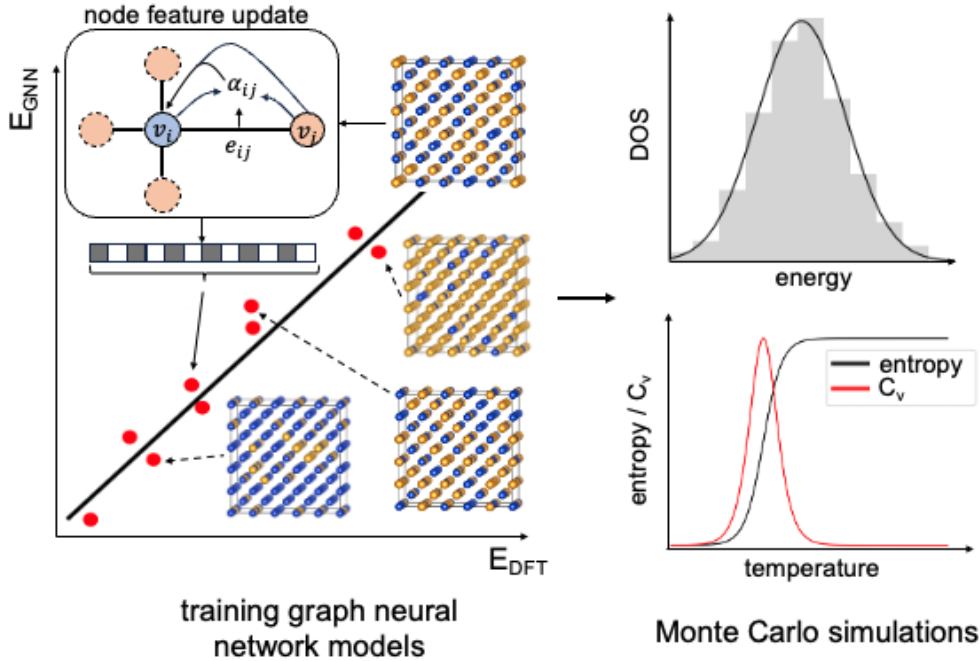 node feature update
E_GNN
α_ij
v_i
v_j
e_ij
E_DFT
training graph neural
network models
DOS
energy
entropy / C_v
entropy
C_v
temperature
Monte Carlo simulations